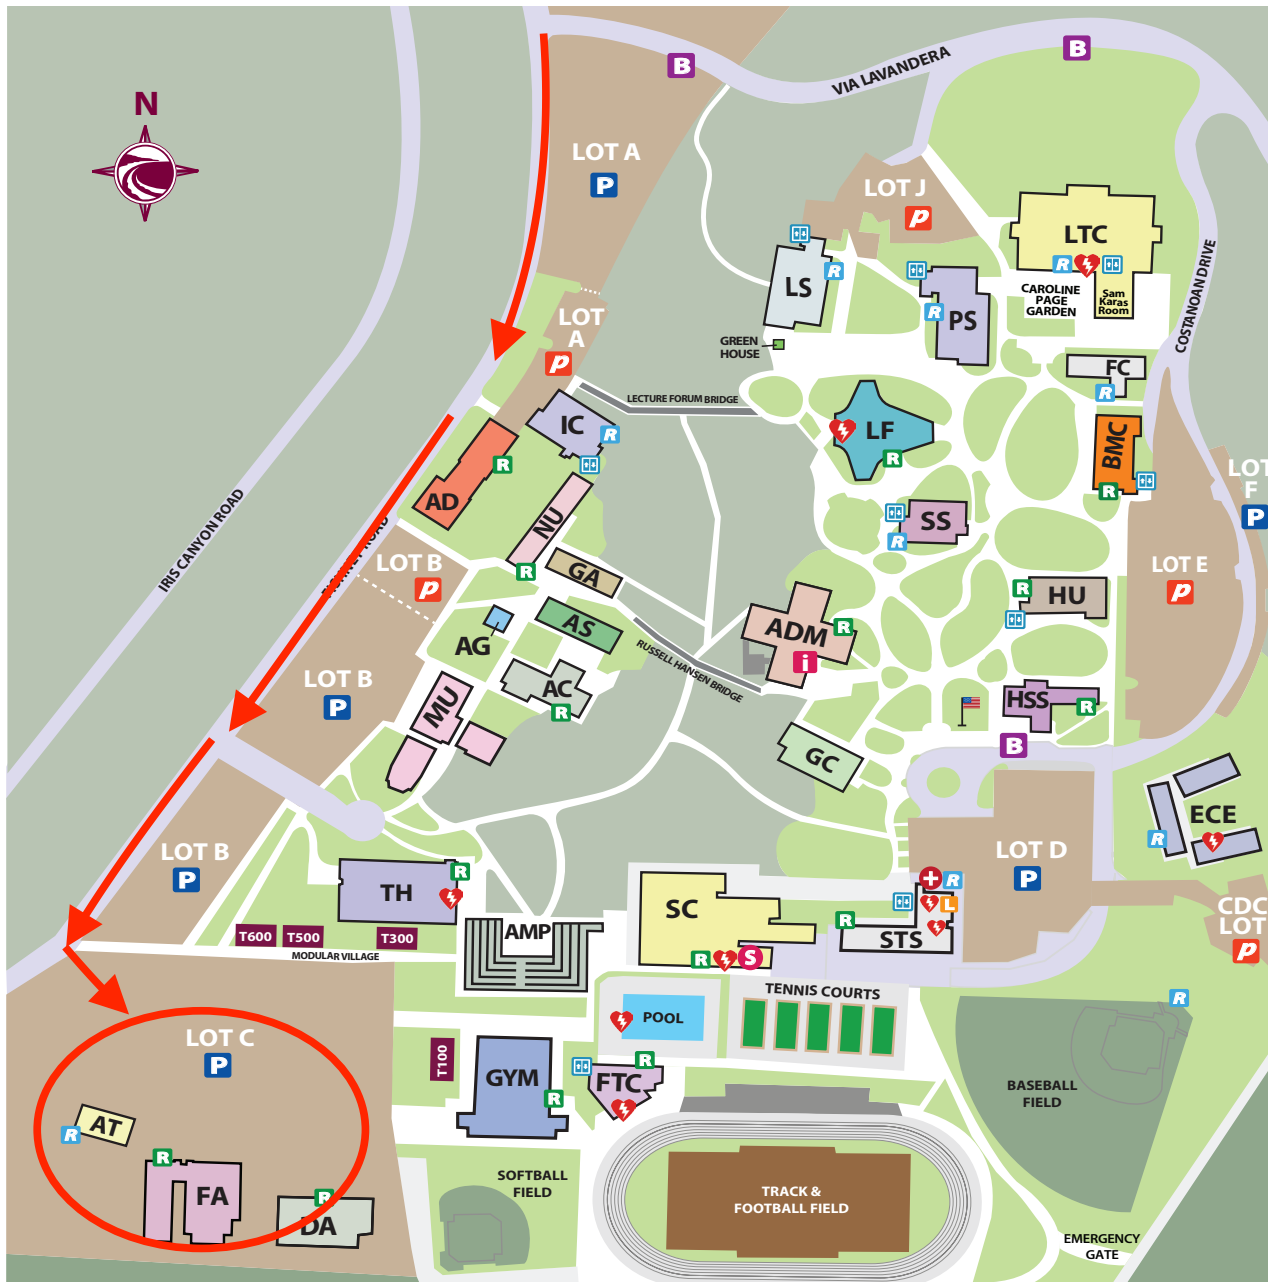 N
B
B
VIA LAVANDERA
LOT A
P
LOT J
P
LTC
R
CAROLINE
PAGE
GARDEN
Sam
Karas
Room
COSTANOAN DRIVE
LS
R
PS
R
GREEN
HOUSE
LOT
A
P
FC
R
LECTURE FORUM BRIDGE
IC
R
LF
R
BMC
R
AD
R
NU
R
LOT
F
P
SS
R
IRIS CANYON ROAD
ROAD
LOT B
P
GA
LOT E
P
HU
R
AG
AS
ADM
R
i
RUSSELL HANSEN BRIDGE
LOT B
P
MU
AC
R
HSS
R
B
GC
ECE
R
LOT B
P
TH
R
LOT D
P
SC
R
S
R
L
R
STS
CDC
LOT
P
T600
T500
T300
MODULAR VILLAGE
AMP
TENNIS COURTS
R
POOL
LOT C
P
T100
GYM
R
R
FTC
BASEBALL
FIELD
AT
R
R
FA
R
DA
SOFTBALL
FIELD
TRACK &
FOOTBALL FIELD
EMERGENCY
GATE